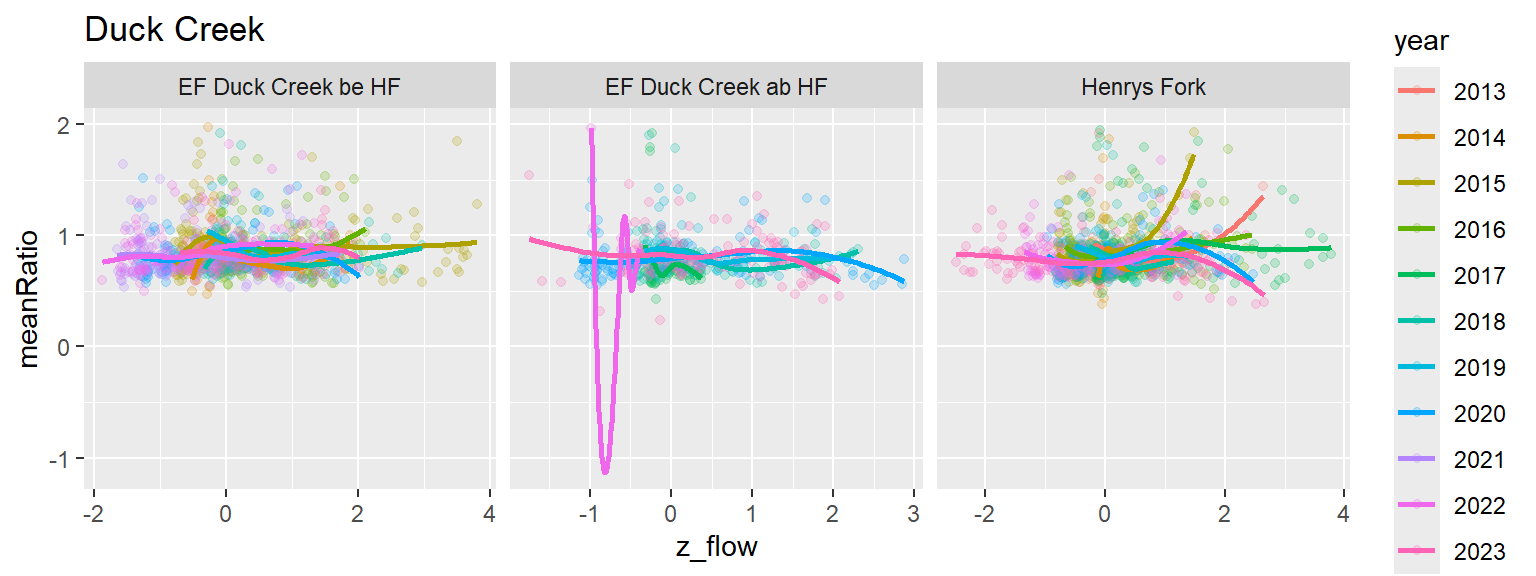 Duck Creek
EF Duck Creek be HF
EF Duck Creek ab HF
Henrys Fork
meanRatio
2
1
0
-1
-2 0 2 4
-1 0 1 2 3
-2 0 2 4
z_flow
year
2013
2014
2015
2016
2017
2018
2019
2020
2021
2022
2023